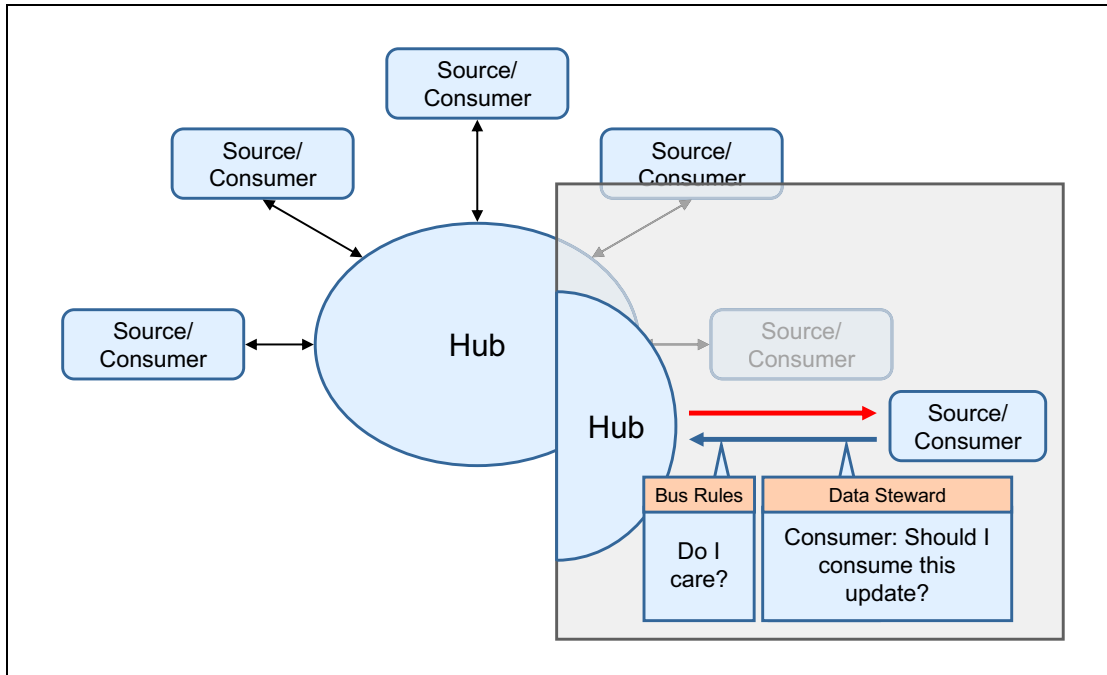 Source/
Consumer
Source/
Consumer
Source/
Consumer
Source/
Consumer
Hub
Source/
Consumer
Hub
Source/
Consumer
Bus Rules
Data Steward
Do I
care?
Consumer: Should I
consume this
update?